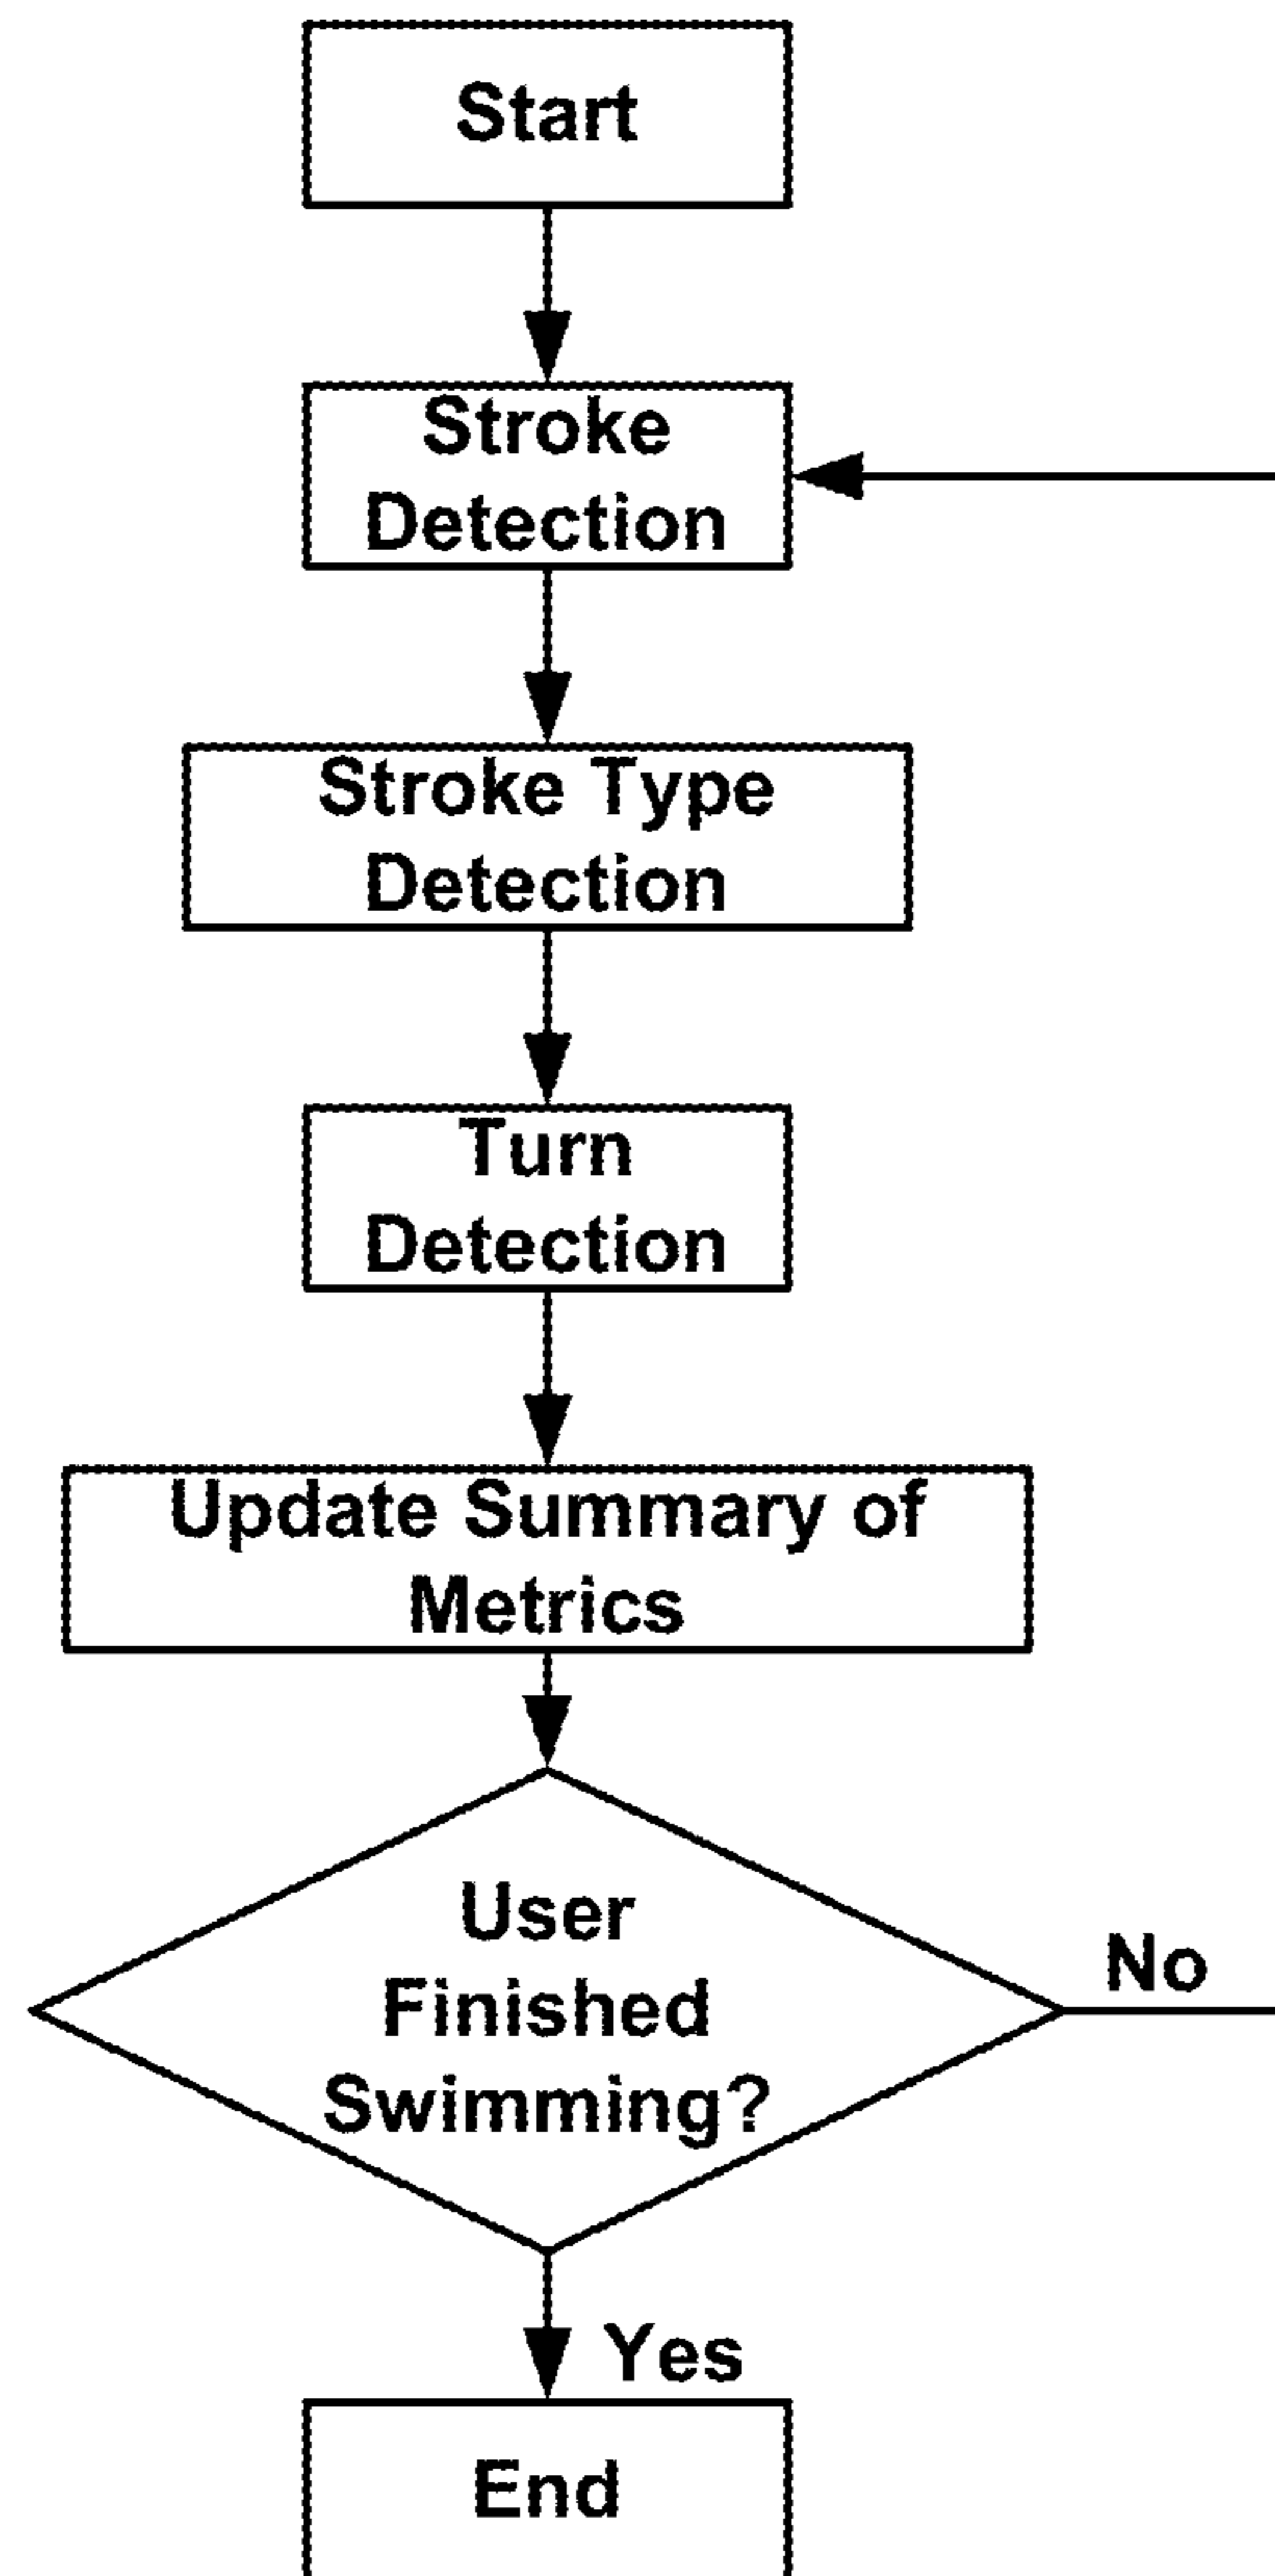 Start
Stroke
Detection
Stroke Type
Detection
Turn
Detection
Update Summary of
Metrics
User
Finished
Swimming?
No
Yes
End